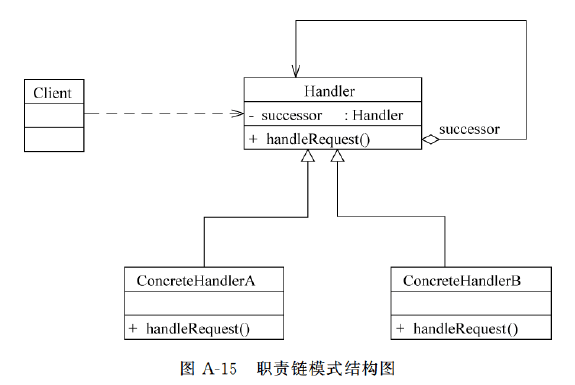 Client
Handler
- successor : Handler
+ handleRequest()
successor
ConcreteHandlerA
+ handleRequest()
ConcreteHandlerB
+ handleRequest()
图 A-15 职责链模式结构图